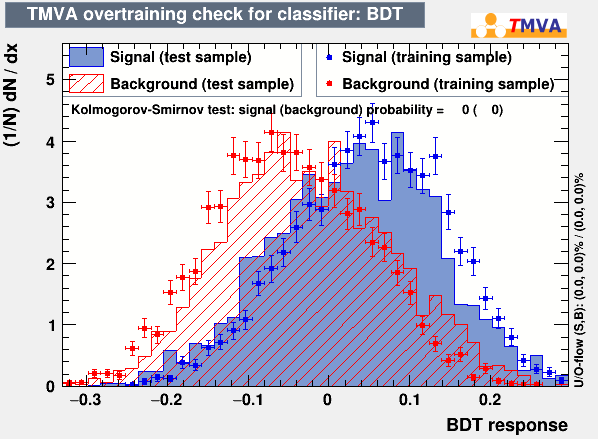 TMVA overtraining check for classifier: BDT
TMVA
Signal (test sample)
Background (test sample)
Signal (training sample)
Background (training sample)
Kolmogorov-Smirnov test: signal (background) probability = 0 ( 0)
(1/N) dN / dx
5
4
3
2
1
0
−0.3 −0.2 −0.1 0 0.1 0.2
BDT response
U/O-flow (S,B): (0.0, 0.0)% / (0.0, 0.0)%